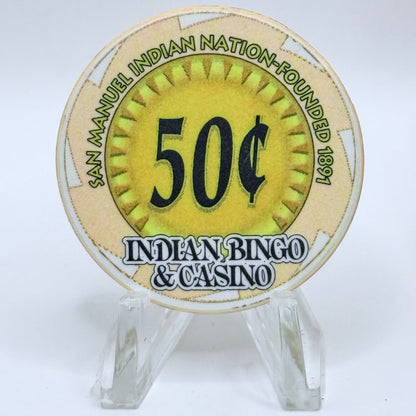 SAN MANUEL INDIAN NATION-FOUNDED 1891
50¢
INDIAN BINGO
& CASINO